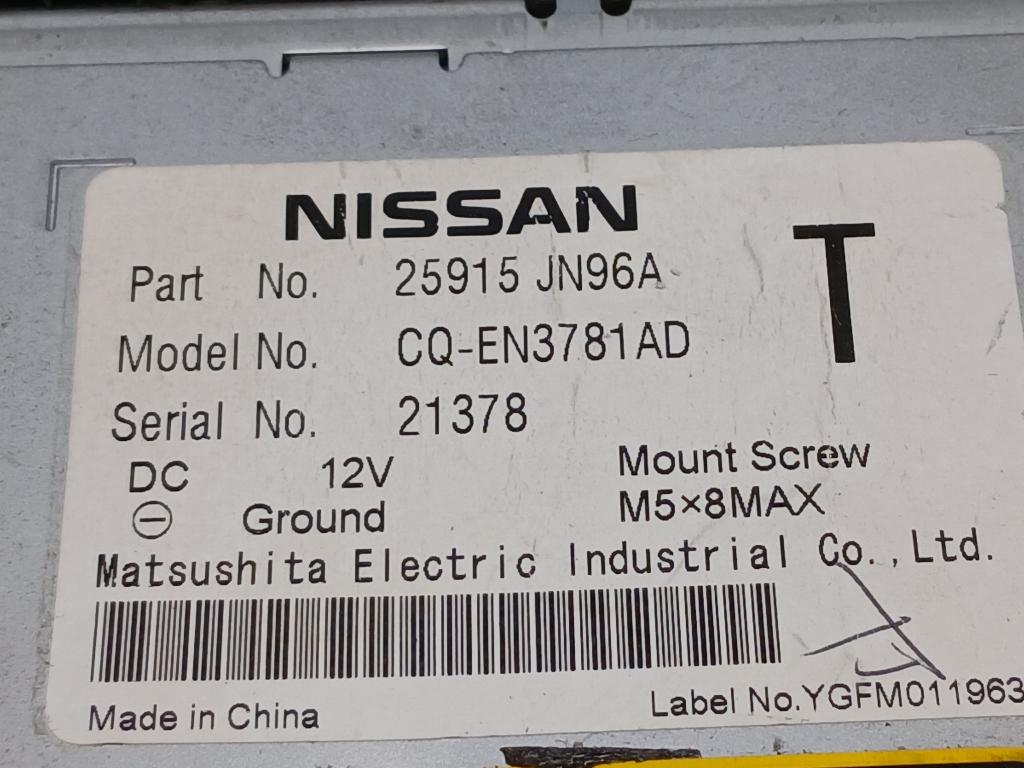 NISSAN
T
Part No. 25915 JN96A
Model No. CQ-EN3781AD
Serial No. 21378
DC 12V
Mount Screw
⊖ Ground
M5×8MAX
Matsushita Electric Industrial Co., Ltd.
Made in China
Label No.YGFM011963